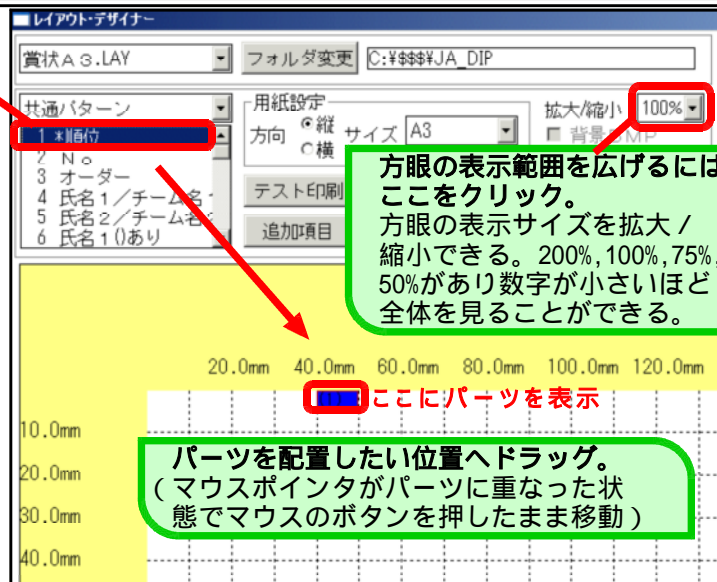 レイアウト・デザイナー
賞状A3.LAY
フォルダ変更
C:¥$$$¥JA_DIP
共通パターン
用紙設定
方向
縦
横
サイズ
A3
拡大/縮小
100%
背景BMP
1 *順位
2 No
3 オーダー
4 氏名1/チーム名1
5 氏名2/チーム名2
6 氏名1()あり
テスト印刷
追加項目
方眼の表示範囲を広げるには
ここをクリック。
方眼の表示サイズを拡大/
縮小できる。200%,100%,75%,
50%があり数字が小さいほど
全体を見ることができる。
20.0mm 40.0mm 60.0mm 80.0mm 100.0mm 120.0mm
ここにパーツを表示
10.0mm
20.0mm
30.0mm
40.0mm
パーツを配置したい位置へドラッグ。
(マウスポインタがパーツに重なった状
態でマウスのボタンを押したまま移動)